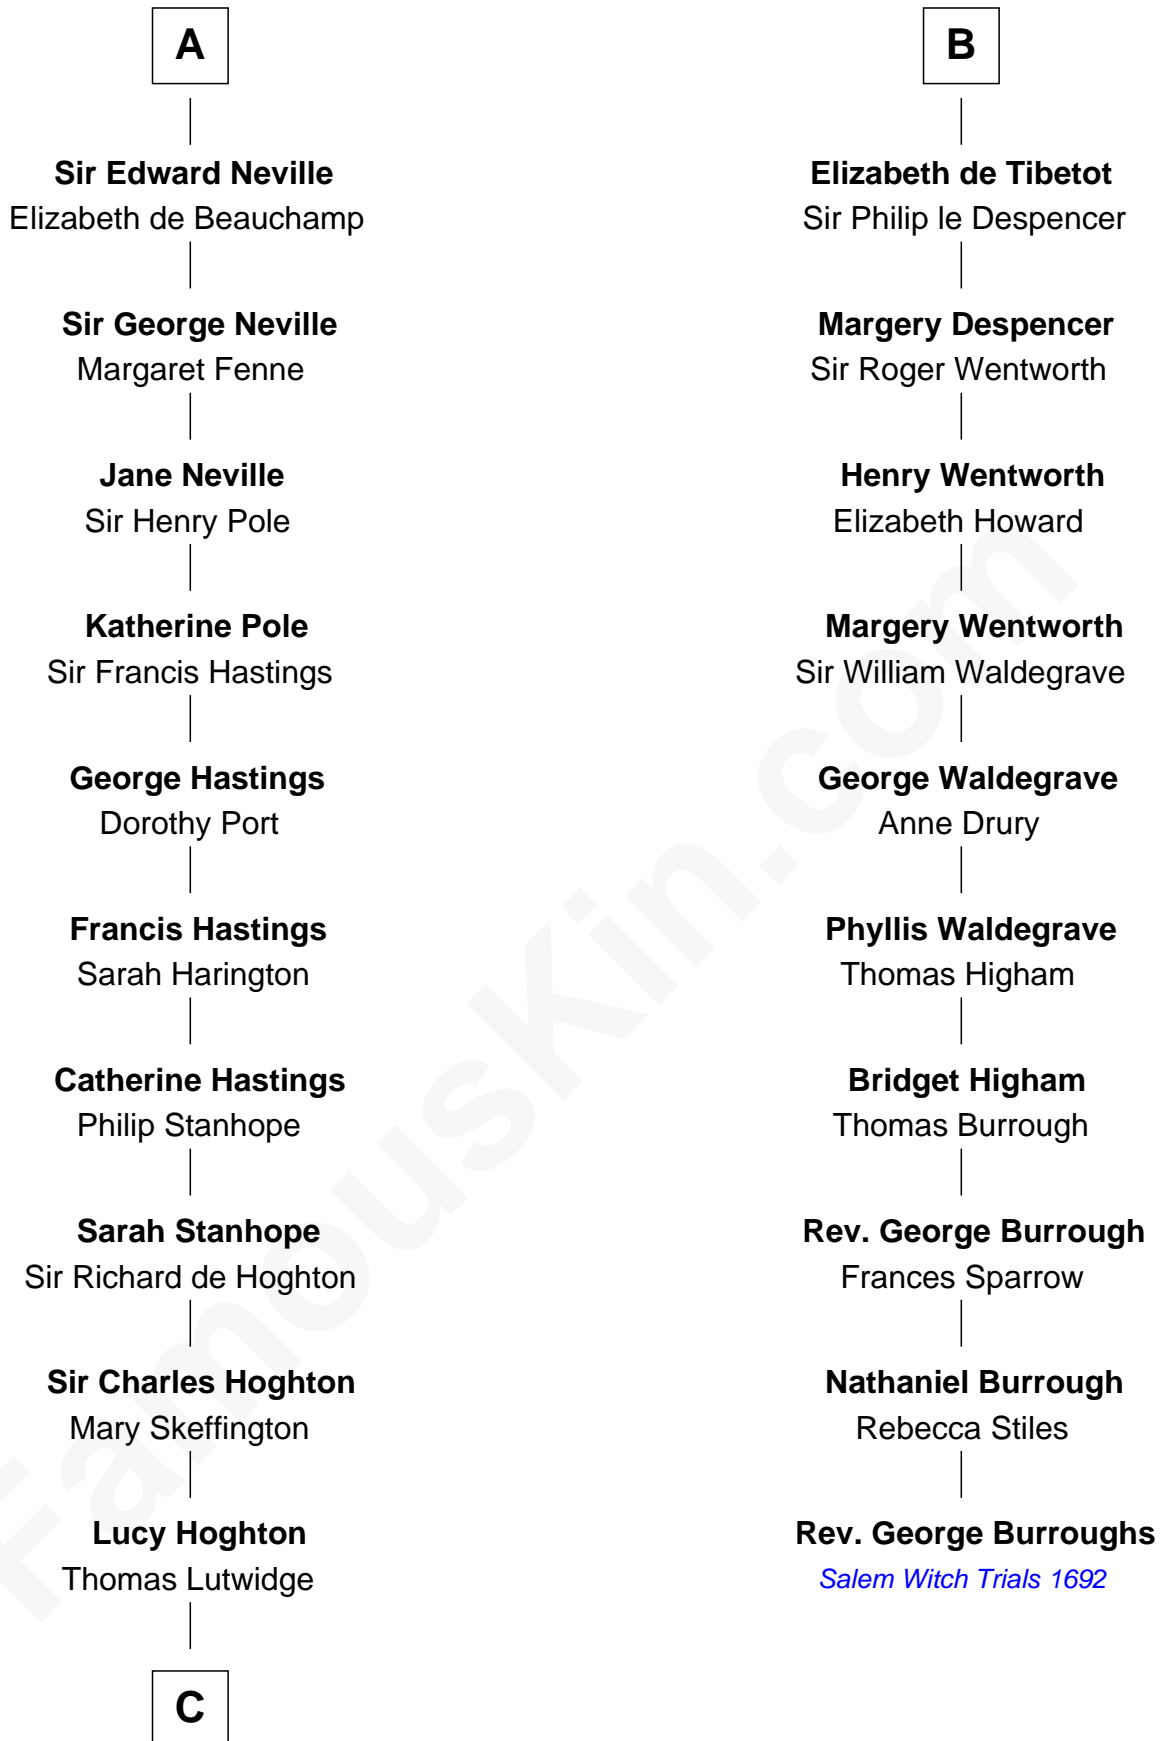 A
Sir Edward Neville
Elizabeth de Beauchamp
Sir George Neville
Margaret Fenne
Jane Neville
Sir Henry Pole
Katherine Pole
Sir Francis Hastings
George Hastings
Dorothy Port
Francis Hastings
Sarah Harington
Catherine Hastings
Philip Stanhope
Sarah Stanhope
Sir Richard de Hoghton
Sir Charles Hoghton
Mary Skeffington
Lucy Hoghton
Thomas Lutwidge
C
B
Elizabeth de Tibetot
Sir Philip le Despencer
Margery Despencer
Sir Roger Wentworth
Henry Wentworth
Elizabeth Howard
Margery Wentworth
Sir William Waldegrave
George Waldegrave
Anne Drury
Phyllis Waldegrave
Thomas Higham
Bridget Higham
Thomas Burrough
Rev. George Burrough
Frances Sparrow
Nathaniel Burrough
Rebecca Stiles
Rev. George Burroughs
Salem Witch Trials 1692
FamousKin.com